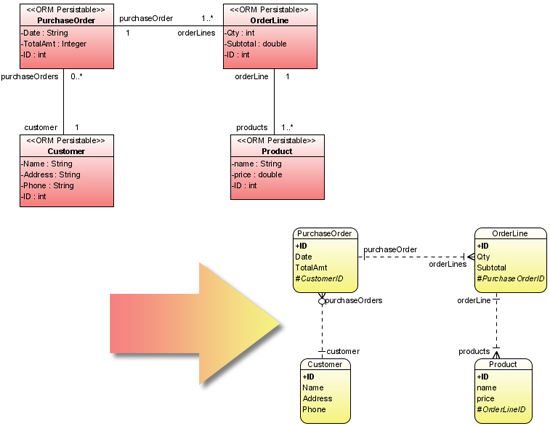 <<ORM Persistable>>
PurchaseOrder
-Date : String
-TotalAmt : Integer
-ID : int
purchaseOrder
1..*
1
orderLines
<<ORM Persistable>>
OrderLine
-Qty : int
-Subtotal : double
-ID : int
purchaseOrders
0..*
orderLine
1
customer
1
products
1..*
<<ORM Persistable>>
Customer
-Name : String
-Address : String
-Phone : String
-ID : int
<<ORM Persistable>>
Product
-name : String
-price : double
-ID : int
PurchaseOrder
+ID
Date
TotalAmt
#CustomerID
purchaseOrder
orderLines
OrderLine
+ID
Qty
Subtotal
#PurchaseOrderID
purchaseOrders
orderLine
customer
products
Customer
+ID
Name
Address
Phone
Product
+ID
name
price
#OrderLineID